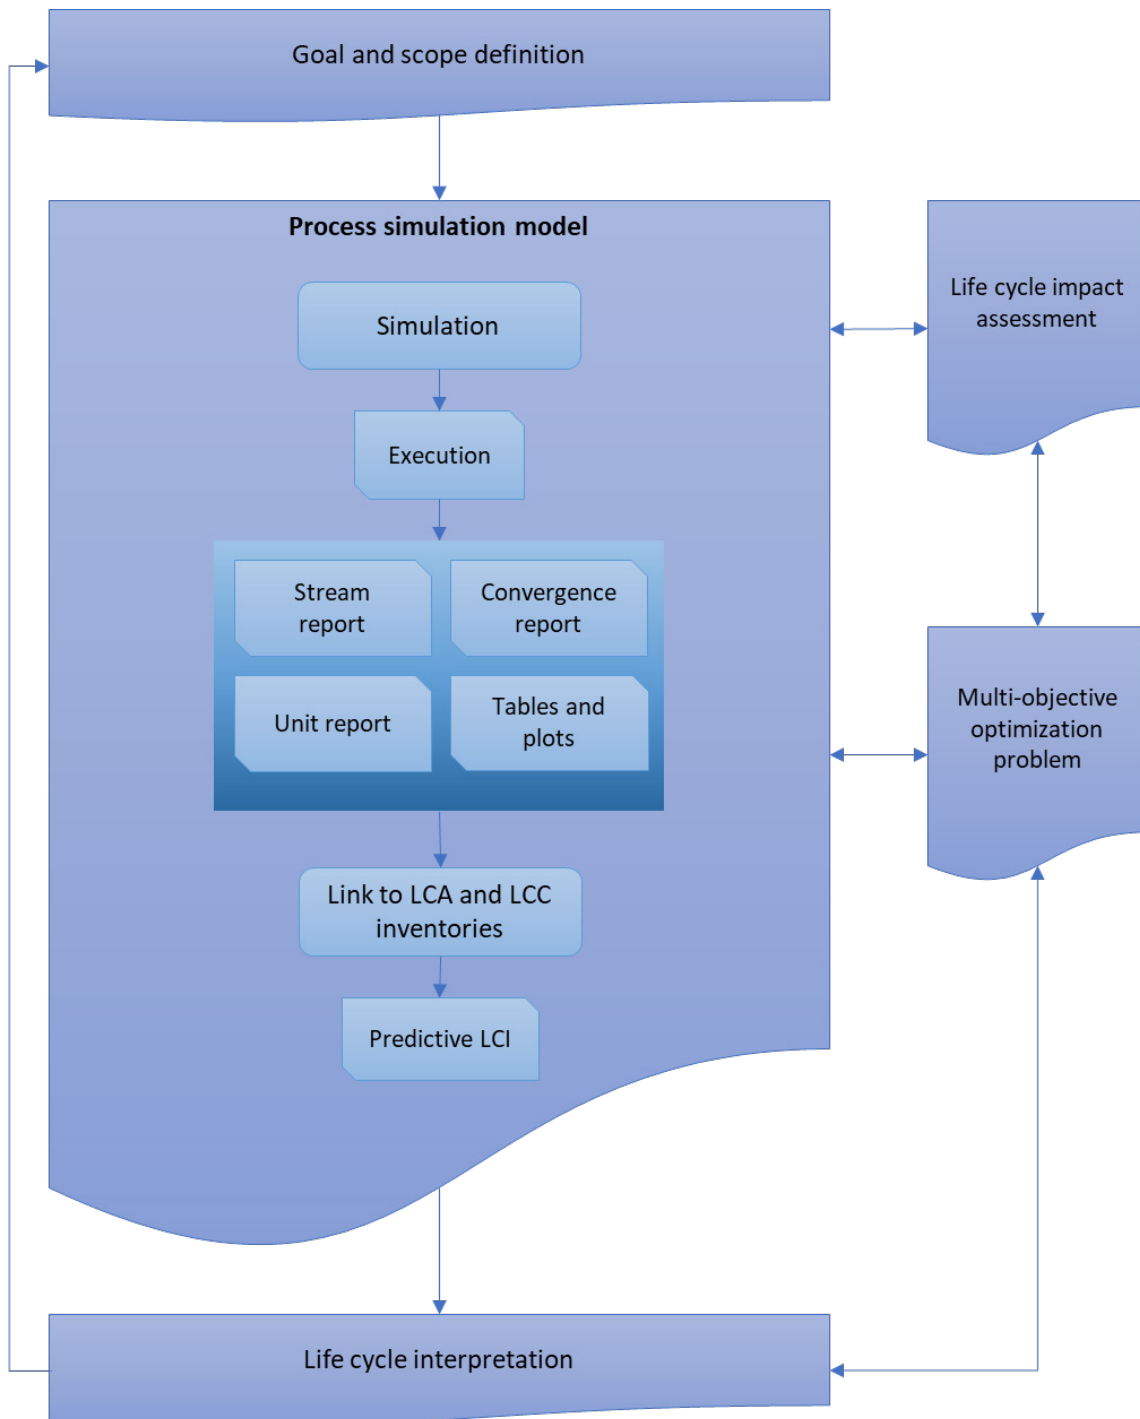 Goal and scope definition
Process simulation model
Simulation
Execution
Stream
report
Convergence
report
Unit report
Tables and
plots
Link to LCA and LCC
inventories
Predictive LCI
Life cycle impact
assessment
Multi-objective
optimization
problem
Life cycle interpretation